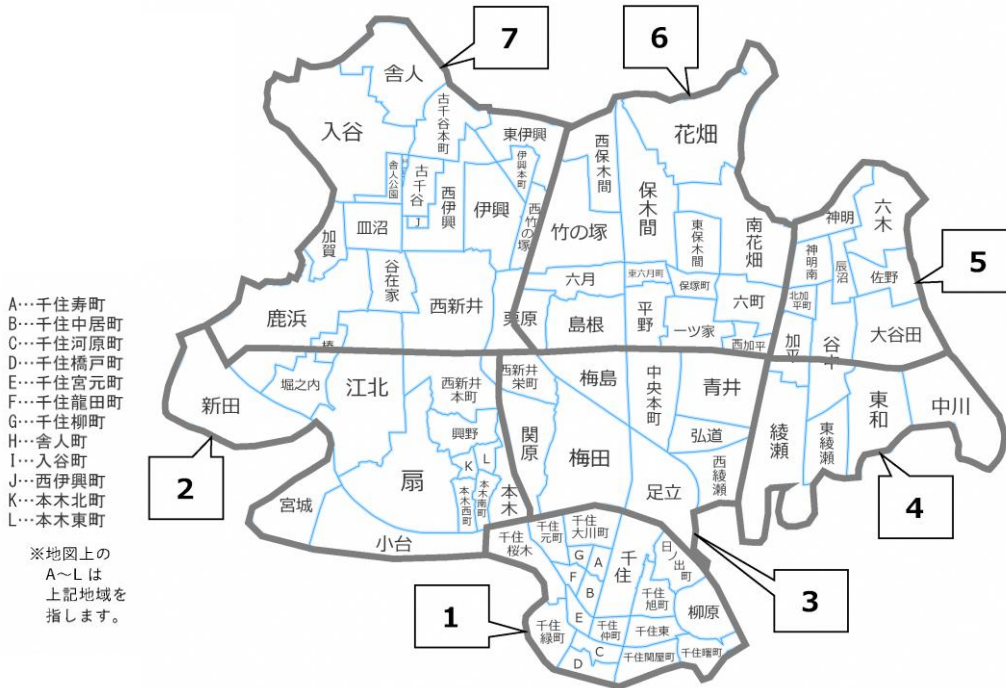 7
6
舎人
入谷
古千谷本町
東伊興
伊興本町
舎人公園
古千谷
J
西伊興
伊興
西竹の塚
加賀
皿沼
谷在家
西新井
栗原
鹿浜
椿
西保木間
花畑
保木間
竹の塚
東保木間
南花畑
六月
東六月町
保塚町
六町
島根
平野
一ツ家
西加平
神明
六木
神明南
辰沼
佐野
5
北加平町
加平
谷中
大谷田
A…千住寿町
B…千住中居町
C…千住河原町
D…千住橋戸町
E…千住宮元町
F…千住龍田町
G…千住柳町
H…舎人町
I…入谷町
J…西伊興町
K…本木北町
L…本木東町
※地図上の
A～L は
上記地域を
指します。
新田
堀之内
江北
西新井
本町
興野
K
L
扇
本木西町
本木南町
本木
宮城
小台
2
西新井
栄町
梅島
中央本町
青井
関原
弘道
梅田
西綾瀬
足立
3
綾瀬
東綾瀬
東和
中川
4
千住
桜木
千住
元町
千住
大川町
G
A
F
B
千住
日ノ出町
千住
旭町
柳原
E
千住
緑町
千住
仲町
千住東
C
D
千住関屋町
千住曙町
1